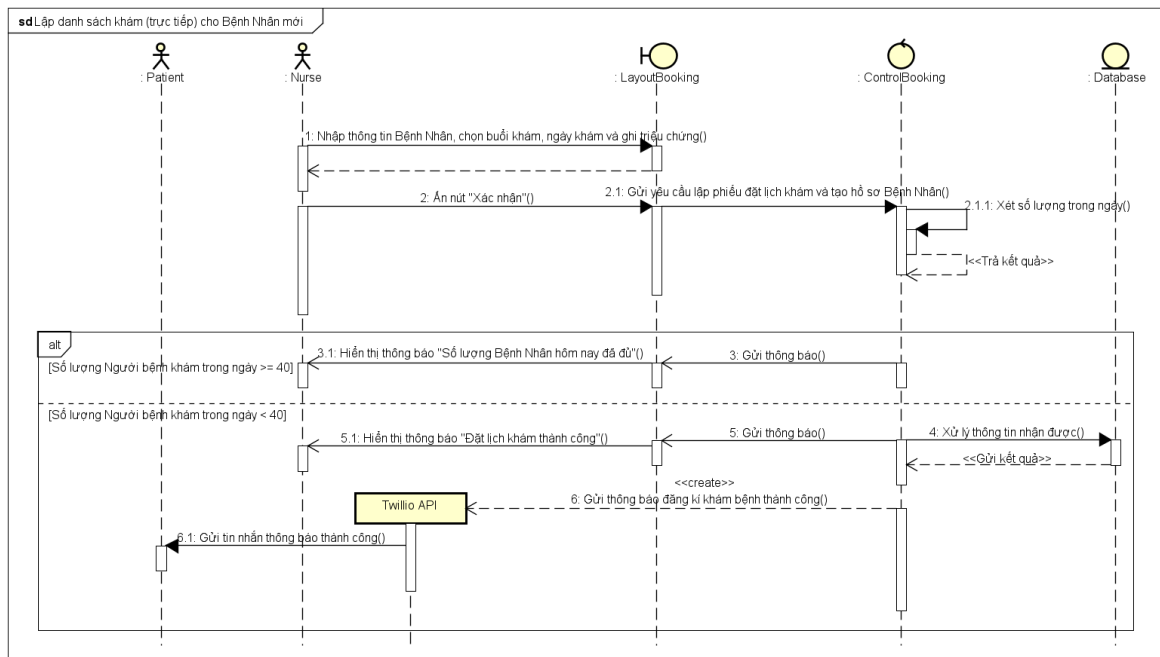 sd Lập danh sách khám (trực tiếp) cho Bệnh Nhân mới
: Patient
: Nurse
: LayoutBooking
: ControlBooking
: Database
1: Nhập thông tin Bệnh Nhân, chọn buổi khám, ngày khám và ghi triệu chứng()
2: Ấn nút "Xác nhận"()
2.1: Gửi yêu cầu lập phiếu đặt lịch khám và tạo hồ sơ Bệnh Nhân()
2.1.1: Xét số lượng trong ngày()
<<Trả kết quả>>
alt
[Số lượng Người bệnh khám trong ngày >= 40]
3.1: Hiển thị thông báo "Số lượng Bệnh Nhân hôm nay đã đủ"()
3: Gửi thông báo()
[Số lượng Người bệnh khám trong ngày < 40]
5.1: Hiển thị thông báo "Đặt lịch khám thành công"()
5: Gửi thông báo()
4: Xử lý thông tin nhận được()
<<Gửi kết quả>>
<<create>>
6: Gửi thông báo đăng kí khám bệnh thành công()
Twillio API
6.1: Gửi tin nhắn thông báo thành công()